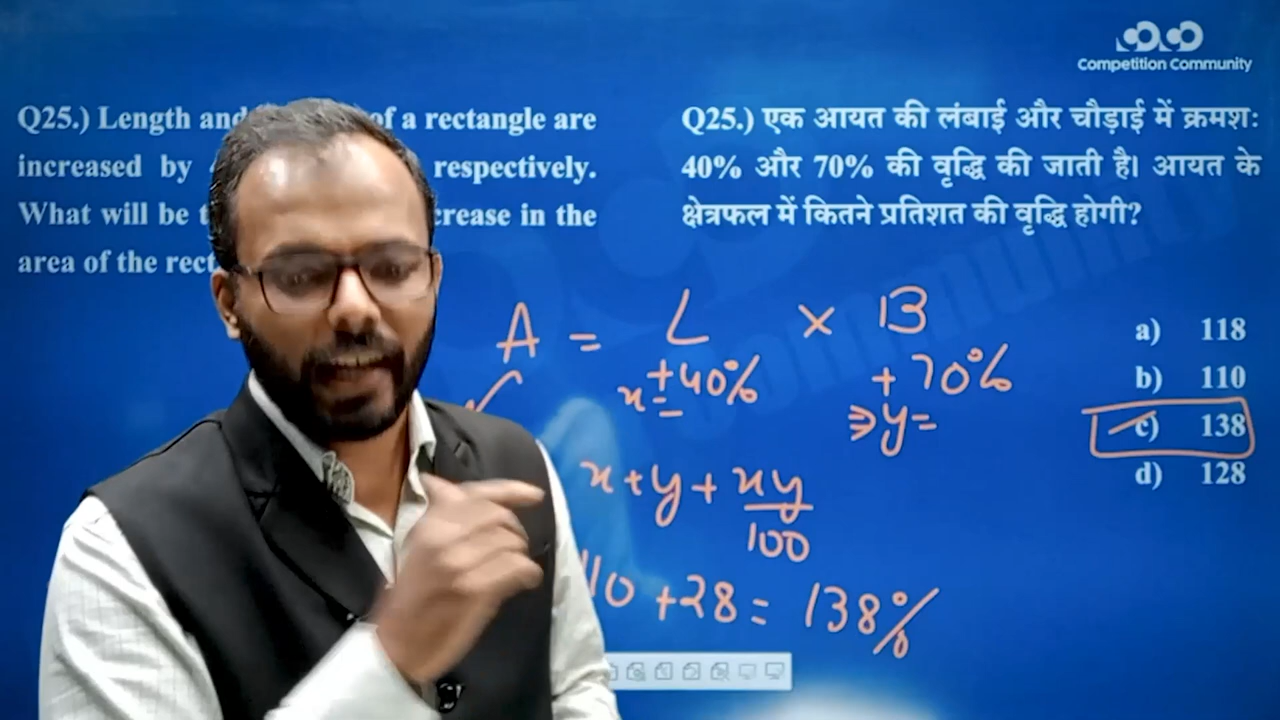 Competition Community
Q25.) Length and of a rectangle are
increased by respectively.
What will be in the
area of the
Q25.) एक आयत की लंबाई और चौड़ाई में क्रमश:
40% और 70% की वृद्धि की जाती है। आयत के
क्षेत्रफल में कितने प्रतिशत की वृद्धि होगी?
A = L × B
+40% +70%
x= ⇒y=
x+y+xy/100
110 +28= 138%
a) 118
b) 110
c) 138
d) 128